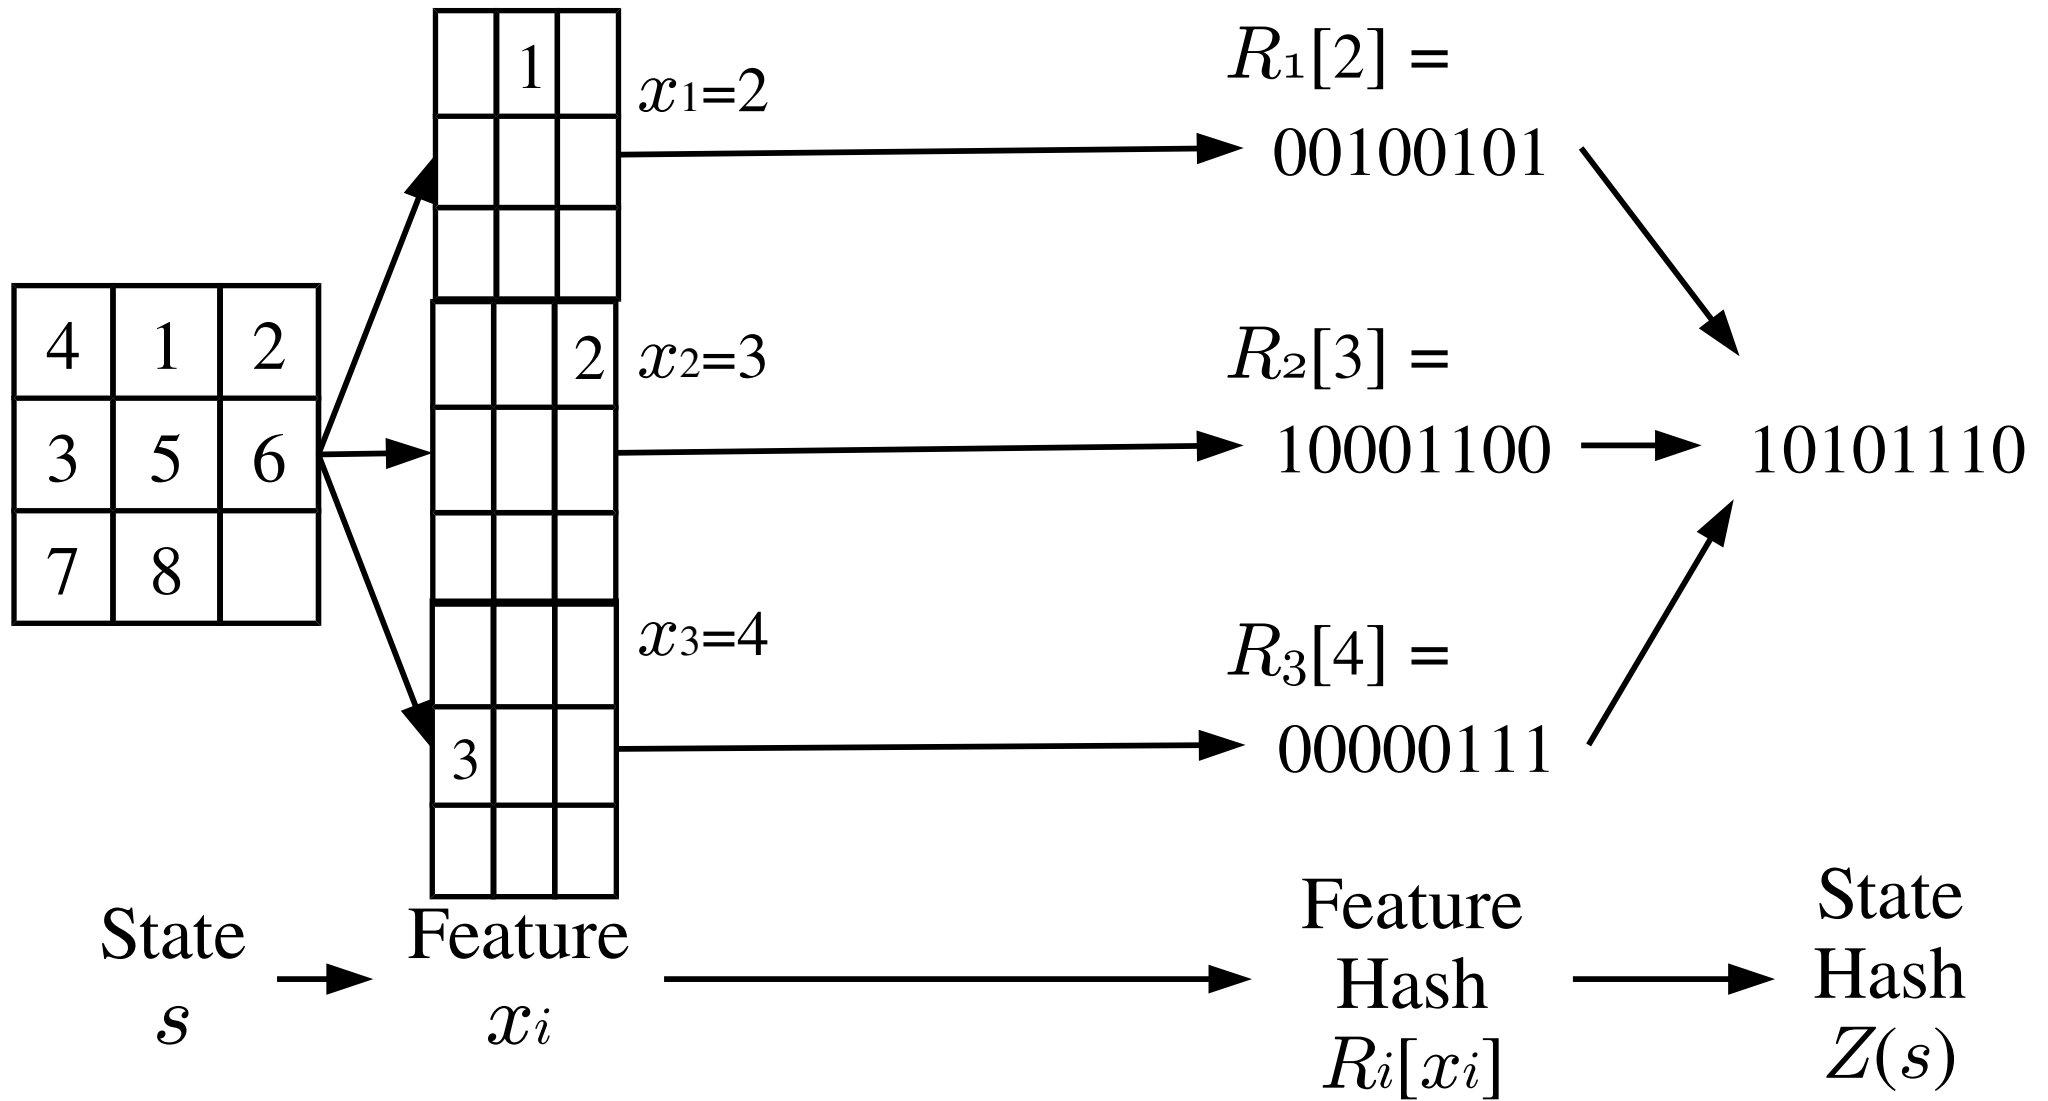 4 1 2
3 5 6
7 8
1
x1=2
R1[2] =
00100101
2
x2=3
R2[3] =
10001100
10101110
3
x3=4
R3[4] =
00000111
State
s
Feature
xi
Feature
Hash
Ri[xi]
State
Hash
Z(s)